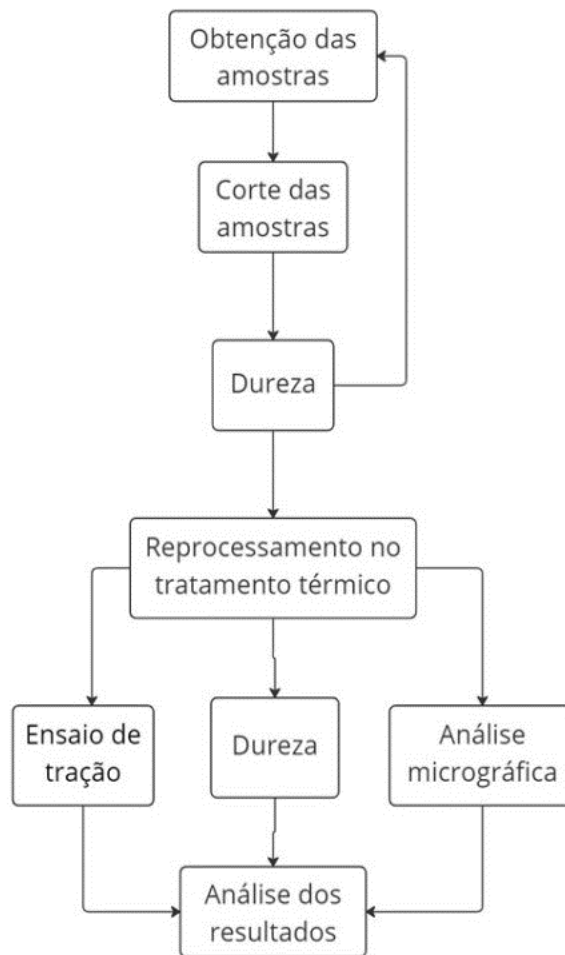 Obtenção das
amostras
Corte das
amostras
Dureza
Reprocessamento no
tratamento térmico
Ensaio de
tração
Dureza
Análise
micrográfica
Análise dos
resultados